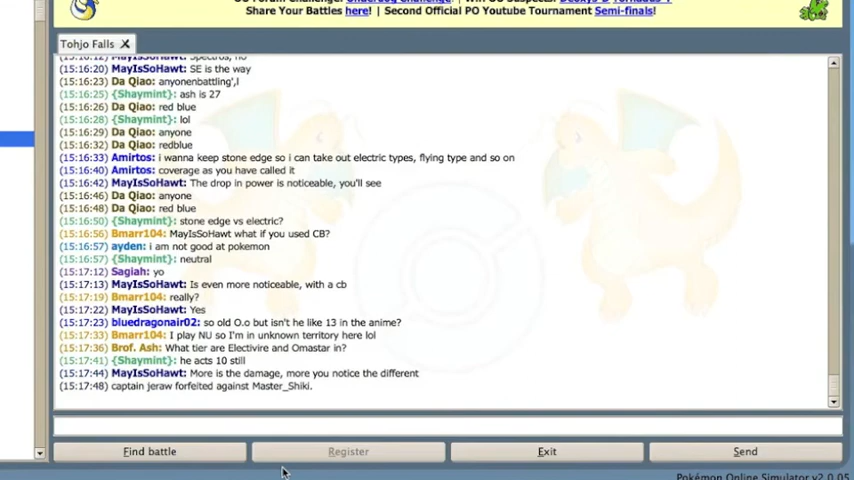 Share Your Battles here! | Second Official PO Youtube Tournament Semi-finals!
Tohjo Falls
(15:16:20) MayIsSoHawt: SE is the way
(15:16:23) Da Qiao: anyonenbattling',l
(15:16:25) {Shaymint}: ash is 27
(15:16:26) Da Qiao: red blue
(15:16:28) {Shaymint}: lol
(15:16:29) Da Qiao: anyone
(15:16:32) Da Qiao: redblue
(15:16:33) Amirtos: i wanna keep stone edge so i can take out electric types, flying type and so on
(15:16:40) Amirtos: coverage as you have called it
(15:16:42) MayIsSoHawt: The drop in power is noticeable, you'll see
(15:16:46) Da Qiao: anyone
(15:16:48) Da Qiao: red blue
(15:16:50) {Shaymint}: stone edge vs electric?
(15:16:56) Bmarr104: MayIsSoHawt what if you used CB?
(15:16:57) ayden: i am not good at pokemon
(15:16:57) {Shaymint}: neutral
(15:17:12) Sagiah: yo
(15:17:13) MayIsSoHawt: Is even more noticeable, with a cb
(15:17:19) Bmarr104: really?
(15:17:22) MayIsSoHawt: Yes
(15:17:23) bluedragonair02: so old O.o but isn't he like 13 in the anime?
(15:17:33) Bmarr104: I play NU so I'm in unknown territory here lol
(15:17:36) Brof. Ash: What tier are Electivire and Omastar in?
(15:17:41) {Shaymint}: he acts 10 still
(15:17:44) MayIsSoHawt: More is the damage, more you notice the different
(15:17:48) captain jeraw forfeited against Master_Shiki.
Find battle
Register
Exit
Send
Pokémon Online Simulator v2.0.05